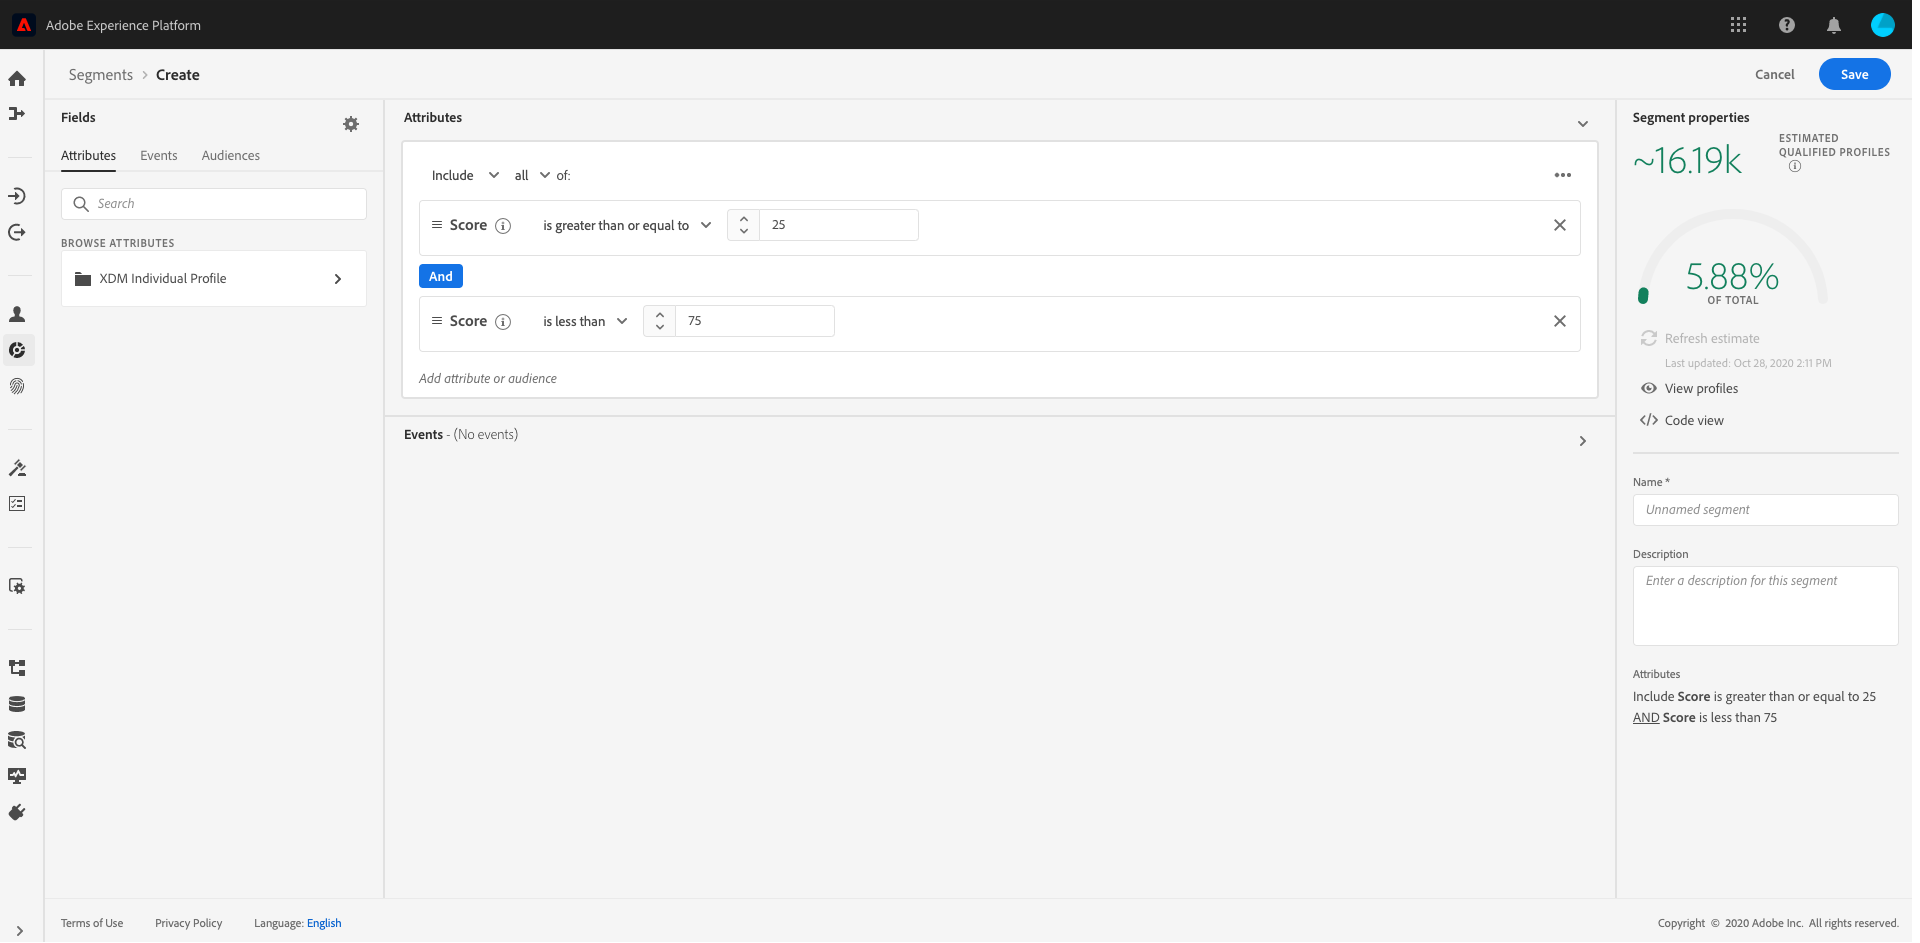 Adobe Experience Platform
Segments > Create
Cancel
Save
Fields
Attributes Events Audiences
Search
BROWSE ATTRIBUTES
XDM Individual Profile
Attributes
Include all of:
Score is greater than or equal to 25
And
Score is less than 75
Add attribute or audience
Events - (No events)
Segment properties
~16.19k
ESTIMATED
QUALIFIED PROFILES
5.88%
OF TOTAL
Refresh estimate
Last updated: Oct 28, 2020 2:11 PM
View profiles
</> Code view
Name *
Unnamed segment
Description
Enter a description for this segment
Attributes
Include Score is greater than or equal to 25
AND Score is less than 75
Terms of Use Privacy Policy Language: English
Copyright © 2020 Adobe Inc. All rights reserved.